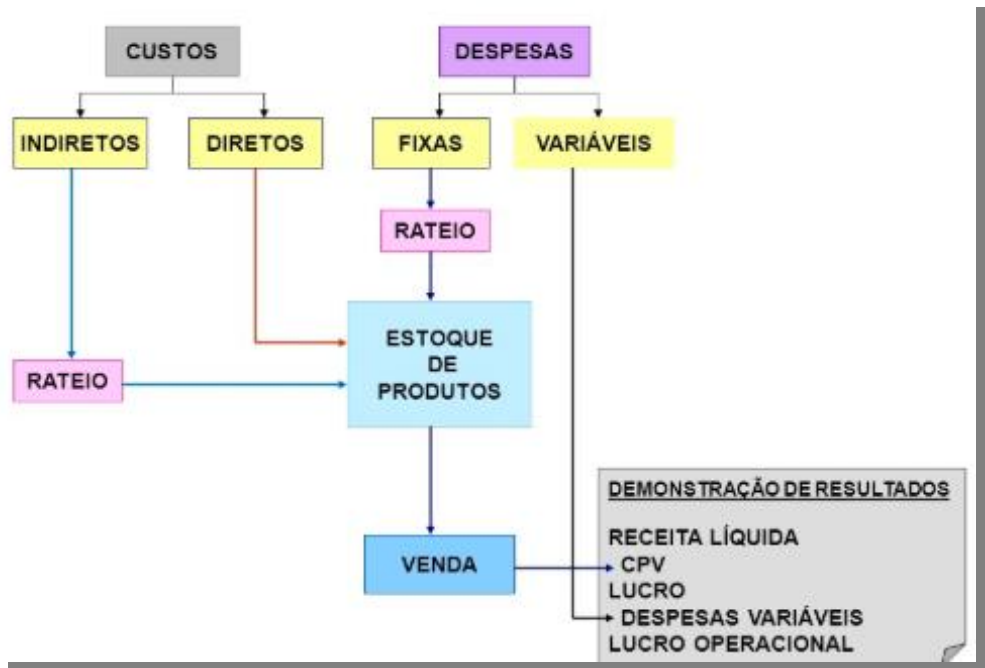 CUSTOS
DESPESAS
INDIRETOS
DIRETOS
FIXAS
VARIÁVEIS
RATEIO
ESTOQUE
DE
PRODUTOS
RATEIO
VENDA
DEMONSTRAÇÃO DE RESULTADOS
RECEITA LÍQUIDA
CPV
LUCRO
DESPESAS VARIÁVEIS
LUCRO OPERACIONAL